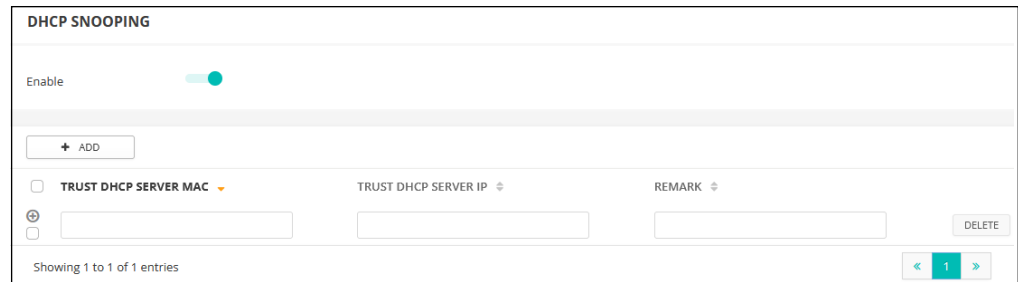 DHCP SNOOPING
Enable
+ ADD
TRUST DHCP SERVER MAC TRUST DHCP SERVER IP REMARK
DELETE
Showing 1 to 1 of 1 entries « 1 »